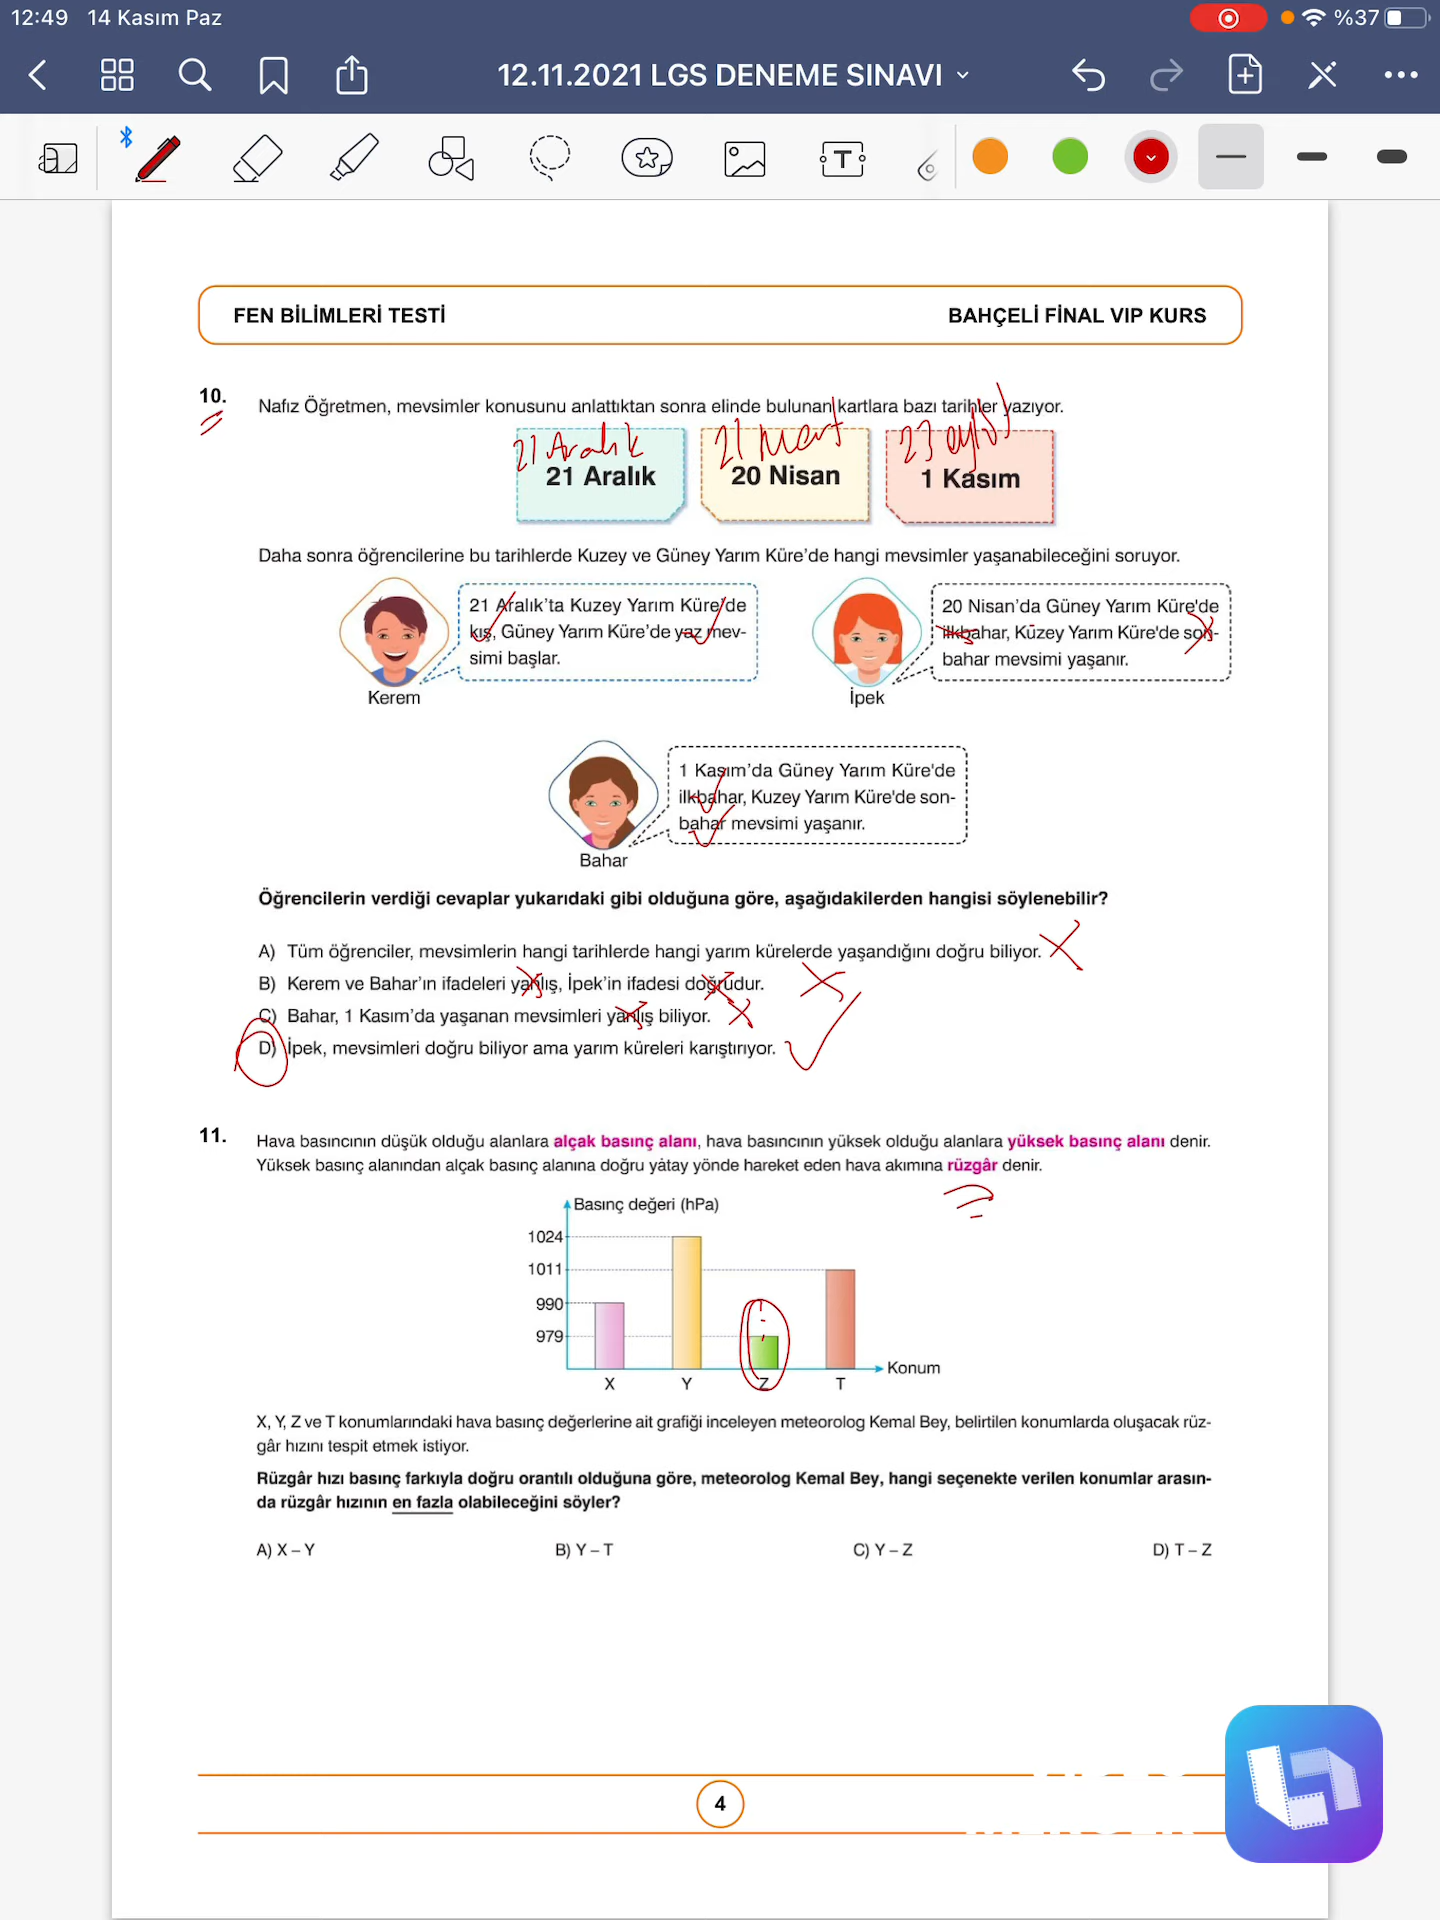 12:49 14 Kasım Paz %37
12.11.2021 LGS DENEME SINAVI
FEN BİLİMLERİ TESTİ BAHÇELİ FİNAL VIP KURS
10. Nafız Öğretmen, mevsimler konusunu anlattıktan sonra elinde bulunan kartlara bazı tarihler yazıyor.
21 Aralık 21 Mart 23 eylül
21 Aralık 20 Nisan 1 Kasım
Daha sonra öğrencilerine bu tarihlerde Kuzey ve Güney Yarım Küre'de hangi mevsimler yaşanabileceğini soruyor.
21 Aralık'ta Kuzey Yarım Küre'de
kış, Güney Yarım Küre'de yaz mev-
simi başlar.
Kerem
20 Nisan'da Güney Yarım Küre'de
ilkbahar, Kuzey Yarım Küre'de son-
bahar mevsimi yaşanır.
İpek
1 Kasım'da Güney Yarım Küre'de
ilkbahar, Kuzey Yarım Küre'de son-
bahar mevsimi yaşanır.
Bahar
Öğrencilerin verdiği cevaplar yukarıdaki gibi olduğuna göre, aşağıdakilerden hangisi söylenebilir?
A) Tüm öğrenciler, mevsimlerin hangi tarihlerde hangi yarım kürelerde yaşandığını doğru biliyor.
B) Kerem ve Bahar'ın ifadeleri yanlış, İpek'in ifadesi doğrudur.
C) Bahar, 1 Kasım'da yaşanan mevsimleri yanlış biliyor.
D) İpek, mevsimleri doğru biliyor ama yarım küreleri karıştırıyor.
11. Hava basıncının düşük olduğu alanlara alçak basınç alanı, hava basıncının yüksek olduğu alanlara yüksek basınç alanı denir.
Yüksek basınç alanından alçak basınç alanına doğru yatay yönde hareket eden hava akımına rüzgâr denir.
Basınç değeri (hPa)
1024
1011
990
979
Konum
X Y Z T
X, Y, Z ve T konumlarındaki hava basınç değerlerine ait grafiği inceleyen meteorolog Kemal Bey, belirtilen konumlarda oluşacak rüz-
gâr hızını tespit etmek istiyor.
Rüzgâr hızı basınç farkıyla doğru orantılı olduğuna göre, meteorolog Kemal Bey, hangi seçenekte verilen konumlar arasın-
da rüzgâr hızının en fazla olabileceğini söyler?
A) X – Y B) Y – T C) Y – Z D) T – Z
4